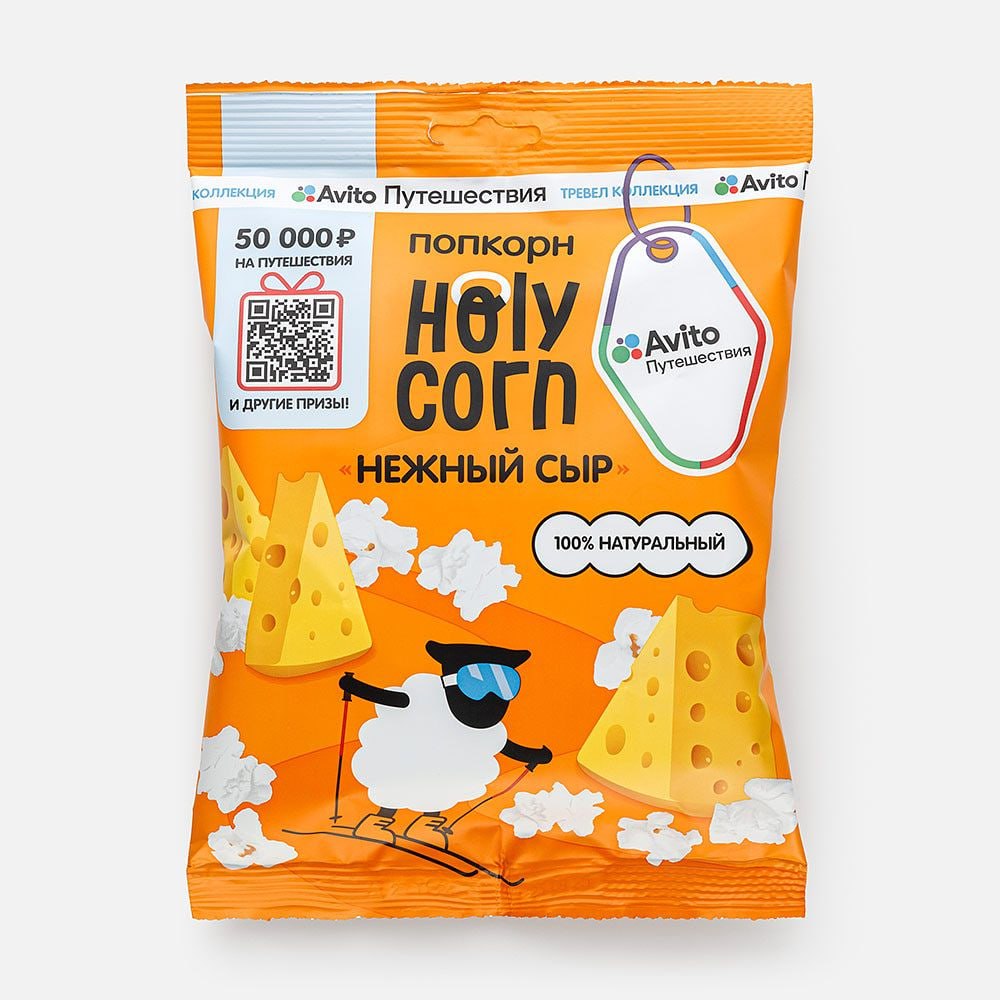 КОЛЛЕКЦИЯ Avito Путешествия ТРЕВЕЛ КОЛЛЕКЦИЯ Avito
50 000 ₽
НА ПУТЕШЕСТВИЯ
И ДРУГИЕ ПРИЗЫ!
ПОПКОРН
HOLY
CORN
«НЕЖНЫЙ СЫР»
Avito
Путешествия
100% НАТУРАЛЬНЫЙ